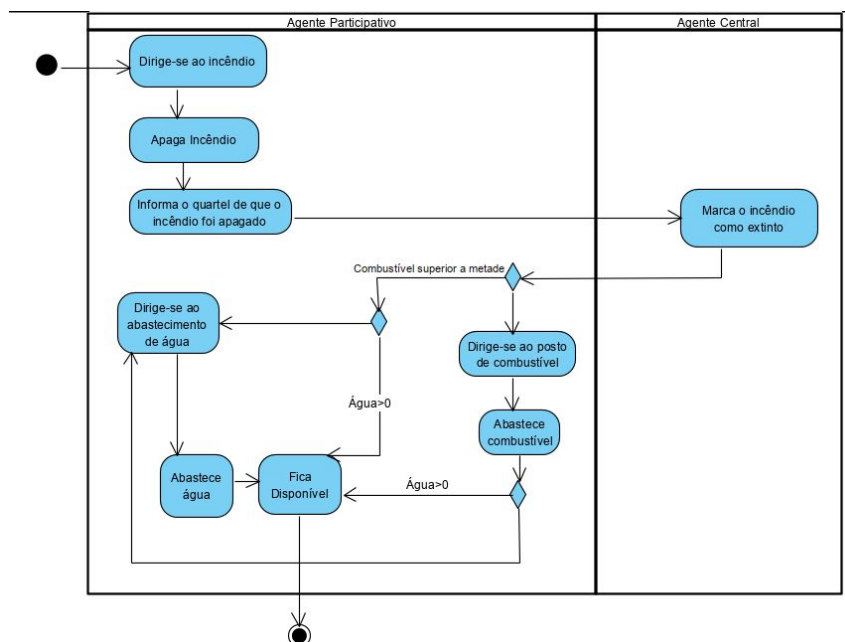 Agente Participativo
Agente Central
Dirige-se ao incêndio
Apaga Incêndio
Informa o quartel de que o
incêndio foi apagado
Marca o incêndio
como extinto
Combustível superior a metade
Dirige-se ao
abastecimento
de água
Dirige-se ao posto
de combustível
Água>0
Abastece
combustível
Abastece
água
Fica
Disponível
Água>0